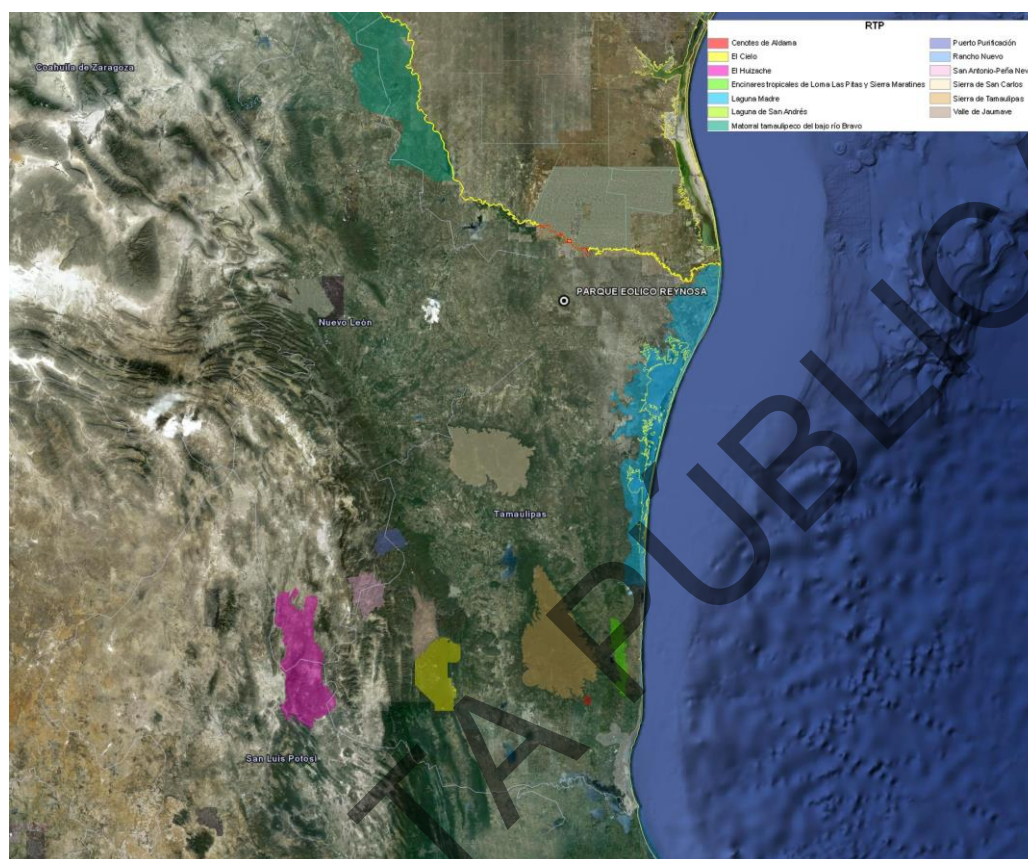 RTP
Cenotes de Aldama
El Cielo
El Huizache
Encinares tropicales de Loma Las Pitas y Sierra Maratines
Laguna Madre
Laguna de San Andrés
Matorral tamaulipeco del bajo río Bravo
Puerto Purificación
Rancho Nuevo
San Antonio-Peña Nev
Sierra de San Carlos
Sierra de Tamaulipas
Valle de Jaumave
Coahuila de Zaragoza
PARQUE EOLICO REYNOSA
Nuevo León
Tamaulipas
San Luis Potosí
TA PUBLIC